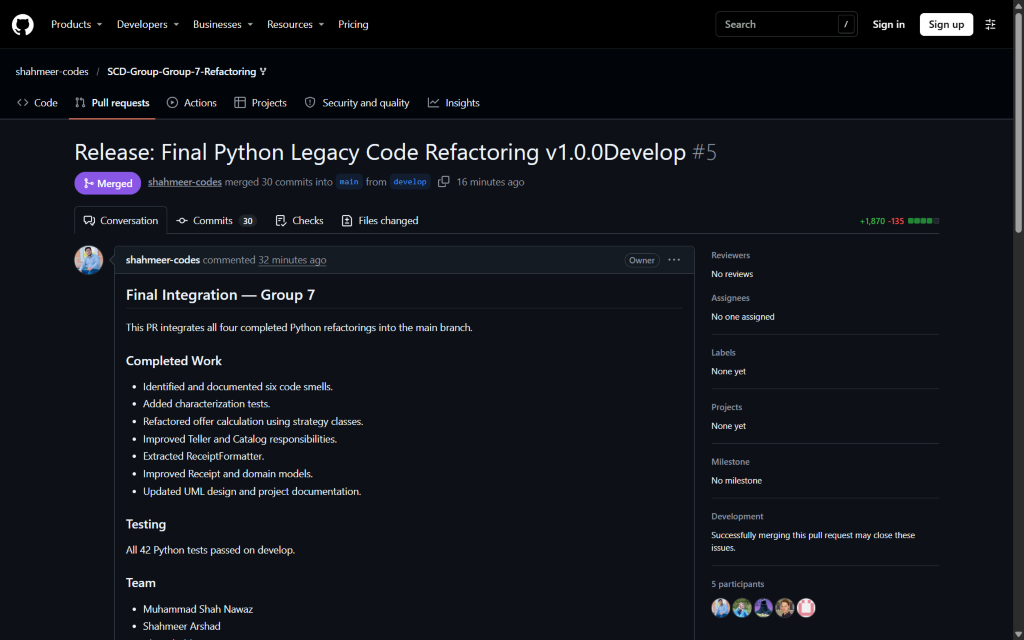 Products Developers Businesses Resources Pricing Search / Sign in Sign up
shahmeer-codes / SCD-Group-Group-7-Refactoring
Code Pull requests Actions Projects Security and quality Insights
Release: Final Python Legacy Code Refactoring v1.0.0Develop #5
Merged shahmeer-codes merged 30 commits into main from develop 16 minutes ago
Conversation Commits 30 Checks Files changed +1,870 -135
shahmeer-codes commented 32 minutes ago Owner ...
Final Integration — Group 7
This PR integrates all four completed Python refactorings into the main branch.
Completed Work
• Identified and documented six code smells.
• Added characterization tests.
• Refactored offer calculation using strategy classes.
• Improved Teller and Catalog responsibilities.
• Extracted ReceiptFormatter.
• Improved Receipt and domain models.
• Updated UML design and project documentation.
Testing
All 42 Python tests passed on develop.
Team
• Muhammad Shah Nawaz
• Shahmeer Arshad
Reviewers
No reviews
Assignees
No one assigned
Labels
None yet
Projects
None yet
Milestone
No milestone
Development
Successfully merging this pull request may close these
issues.
5 participants